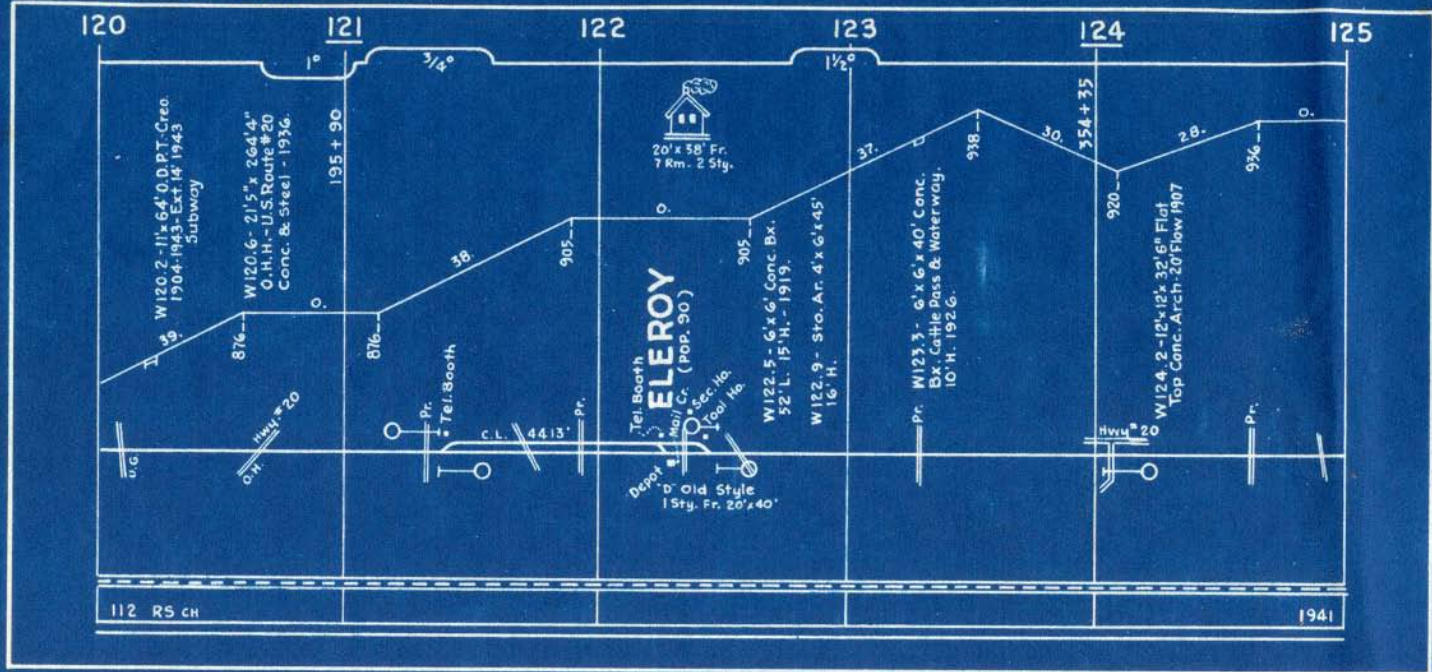 120
121
122
123
124
125
1°
3/4°
1½°
W120.2 - 11' x 64' O.D.P.T. Creo.
1904-1943 - Ext. 14' 1943
Subway
W120.6 - 21'5" x 264'4"
O.H.H. - U.S. Route #20
Conc. & Steel - 1936.
195 + 90
20' x 38' Fr.
7 Rm. - 2 Sty.
354 + 35
39.
876
0.
876
38.
905
0.
905
37.
938
30.
920
28.
936
0.
W122.5 - 6' x 6' Conc. Bx.
52' L. 15' H. - 1919.
W122.9 - Sto. Ar. 4' x 6' x 45'
16' H.
W123.3 - 6' x 6' x 40' Conc.
Bx. Cattle Pass & Waterway.
10' H. 1926.
W124.2 - 12' x 12' x 32'6" Flat
Top Conc. Arch - 20' Flow 1907
U.G.
Hwy. #20
O.H.
Pr.
Tel. Booth
C.L. 4413'
Pr.
Tel. Booth
ELEROY
(POP. 90)
Mail Cr.
Sec. Ho.
Tool Ho.
Depot
"D" Old Style
1 Sty. Fr. 20' x 40'
Pr.
Hwy #20
Pr.
112 RS CH
1941